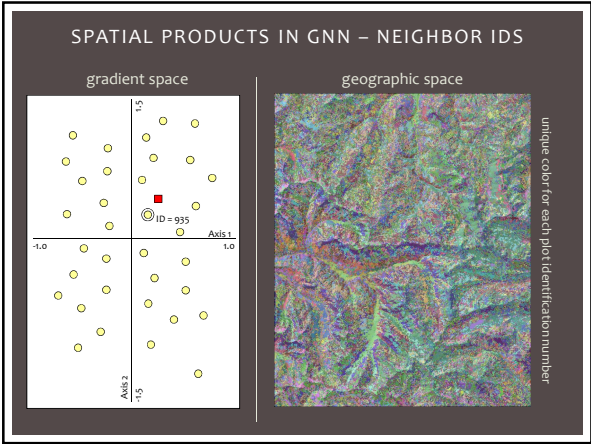 SPATIAL PRODUCTS IN GNN – NEIGHBOR IDS
gradient space
1.5
ID = 935
Axis 1
-1.0
1.0
Axis 2
-1.5
geographic space
unique color for each plot identification number